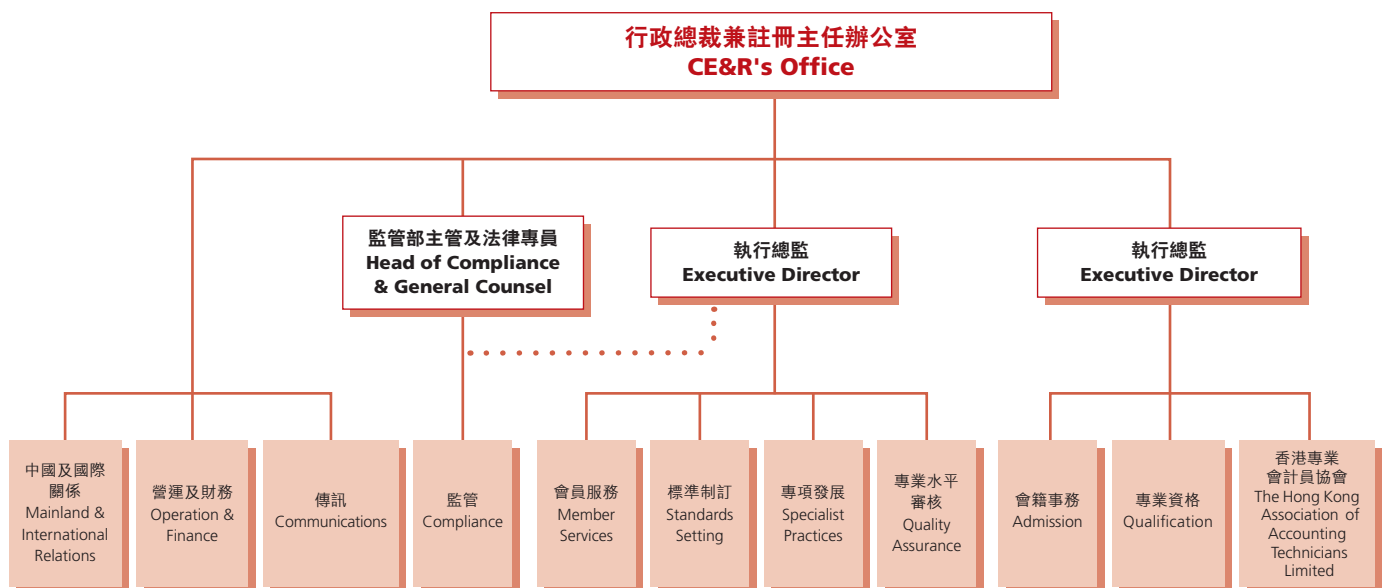 行政總裁兼註冊主任辦公室
CE&R's Office
監管部主管及法律專員
Head of Compliance
& General Counsel
執行總監
Executive Director
執行總監
Executive Director
中國及國際
關係
Mainland &
International
Relations
營運及財務
Operation &
Finance
傳訊
Communications
監管
Compliance
會員服務
Member
Services
標準制訂
Standards
Setting
專項發展
Specialist
Practices
專業水平
審核
Quality
Assurance
會籍事務
Admission
專業資格
Qualification
香港專業
會計員協會
The Hong Kong
Association of
Accounting
Technicians
Limited